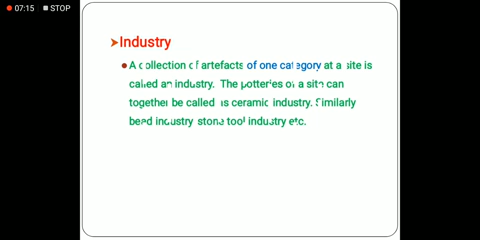 07:15 STOP
Industry
A collection of artefacts of one category at a site is
called an industry. The potteries of a site can
together be called as ceramic industry. Similarly
bead industry stone tool industry etc.